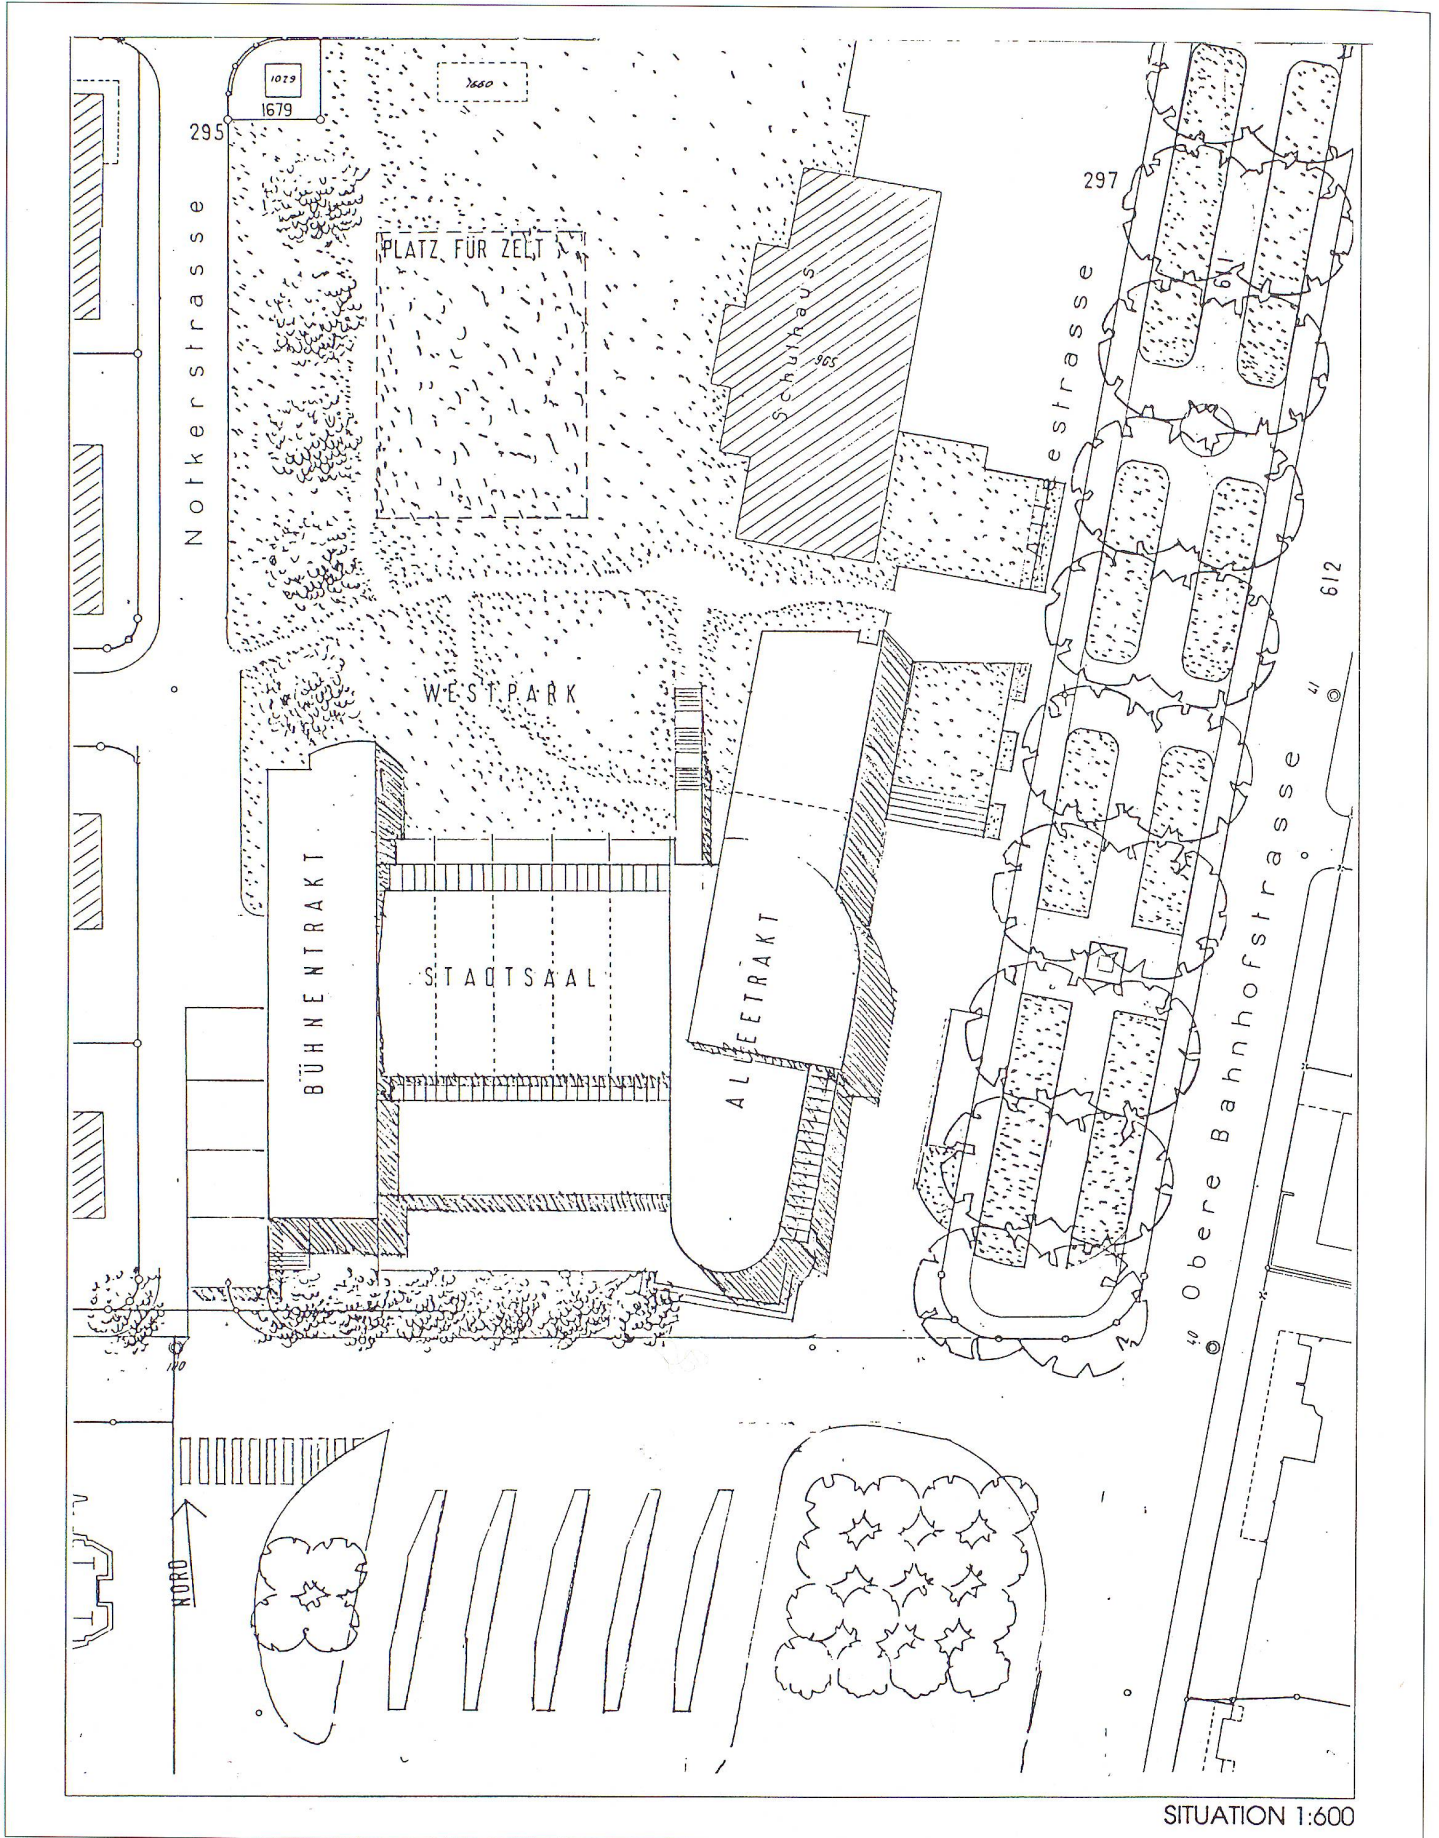 1029
1679
295
1660
297
PLATZ FÜR ZELT
Notkerstrasse
Schulhaus
965
611
estrasse
612
WESTPARK
41
BÜHNENTRAKT
STADTSAAL
ALLEETRAKT
Obere Bahnhofstrasse
40
NORD
SITUATION 1:600